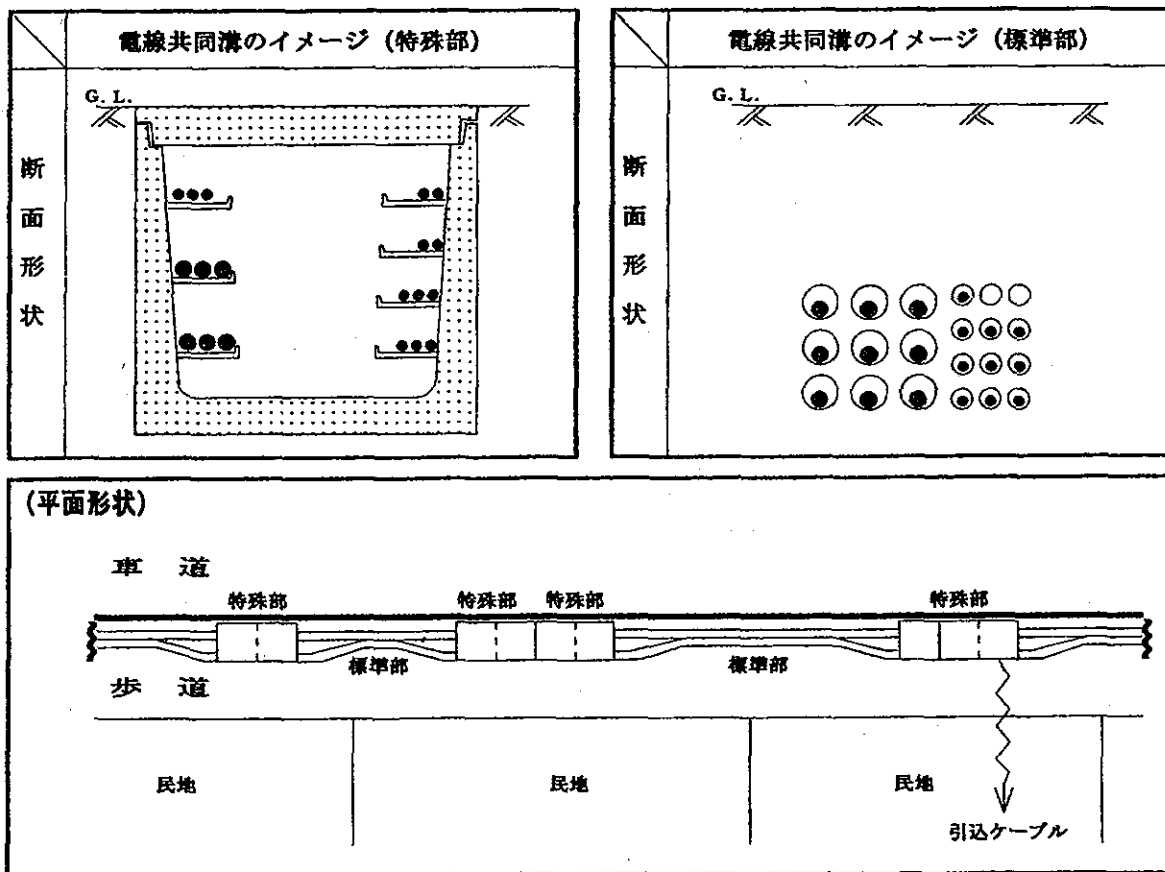 電線共同溝のイメージ（特殊部）
G.L.
断面形状
電線共同溝のイメージ（標準部）
G.L.
断面形状
（平面形状）
車道
特殊部 特殊部 特殊部 特殊部
標準部 標準部
歩道
民地 民地 民地
引込ケーブル